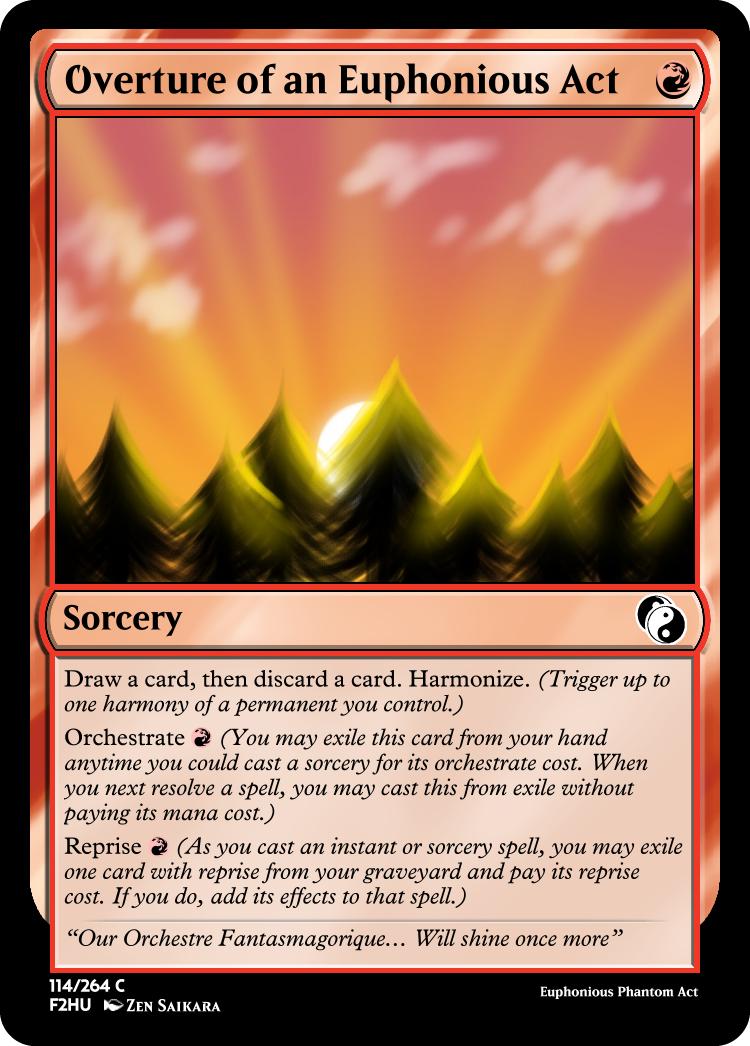 Overture of an Euphonious Act
Sorcery
Draw a card, then discard a card. Harmonize. (Trigger up to
one harmony of a permanent you control.)
Orchestrate (You may exile this card from your hand
anytime you could cast a sorcery for its orchestrate cost. When
you next resolve a spell, you may cast this from exile without
paying its mana cost.)
Reprise (As you cast an instant or sorcery spell, you may exile
one card with reprise from your graveyard and pay its reprise
cost. If you do, add its effects to that spell.)
“Our Orchestre Fantasmagorique… Will shine once more”
114/264 C
F2HU Zen Saikara
Euphonious Phantom Act